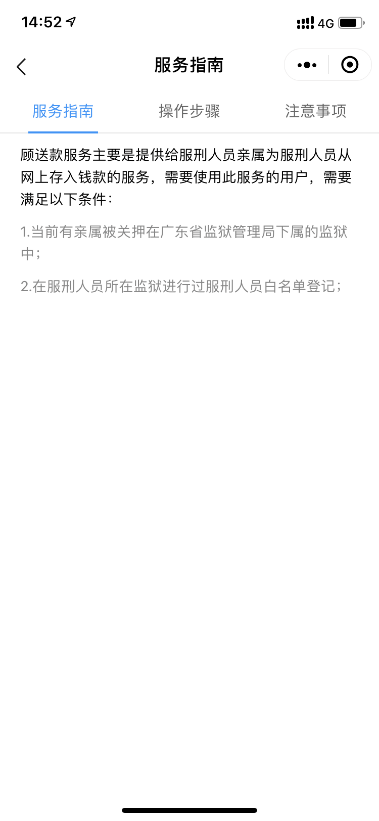 14:52
4G
服务指南
服务指南
操作步骤
注意事项
顾送款服务主要是提供给服刑人员亲属为服刑人员从
网上存入钱款的服务，需要使用此服务的用户，需要
满足以下条件：
1.当前有亲属被关押在广东省监狱管理局下属的监狱
中；
2.在服刑人员所在监狱进行过服刑人员白名单登记；